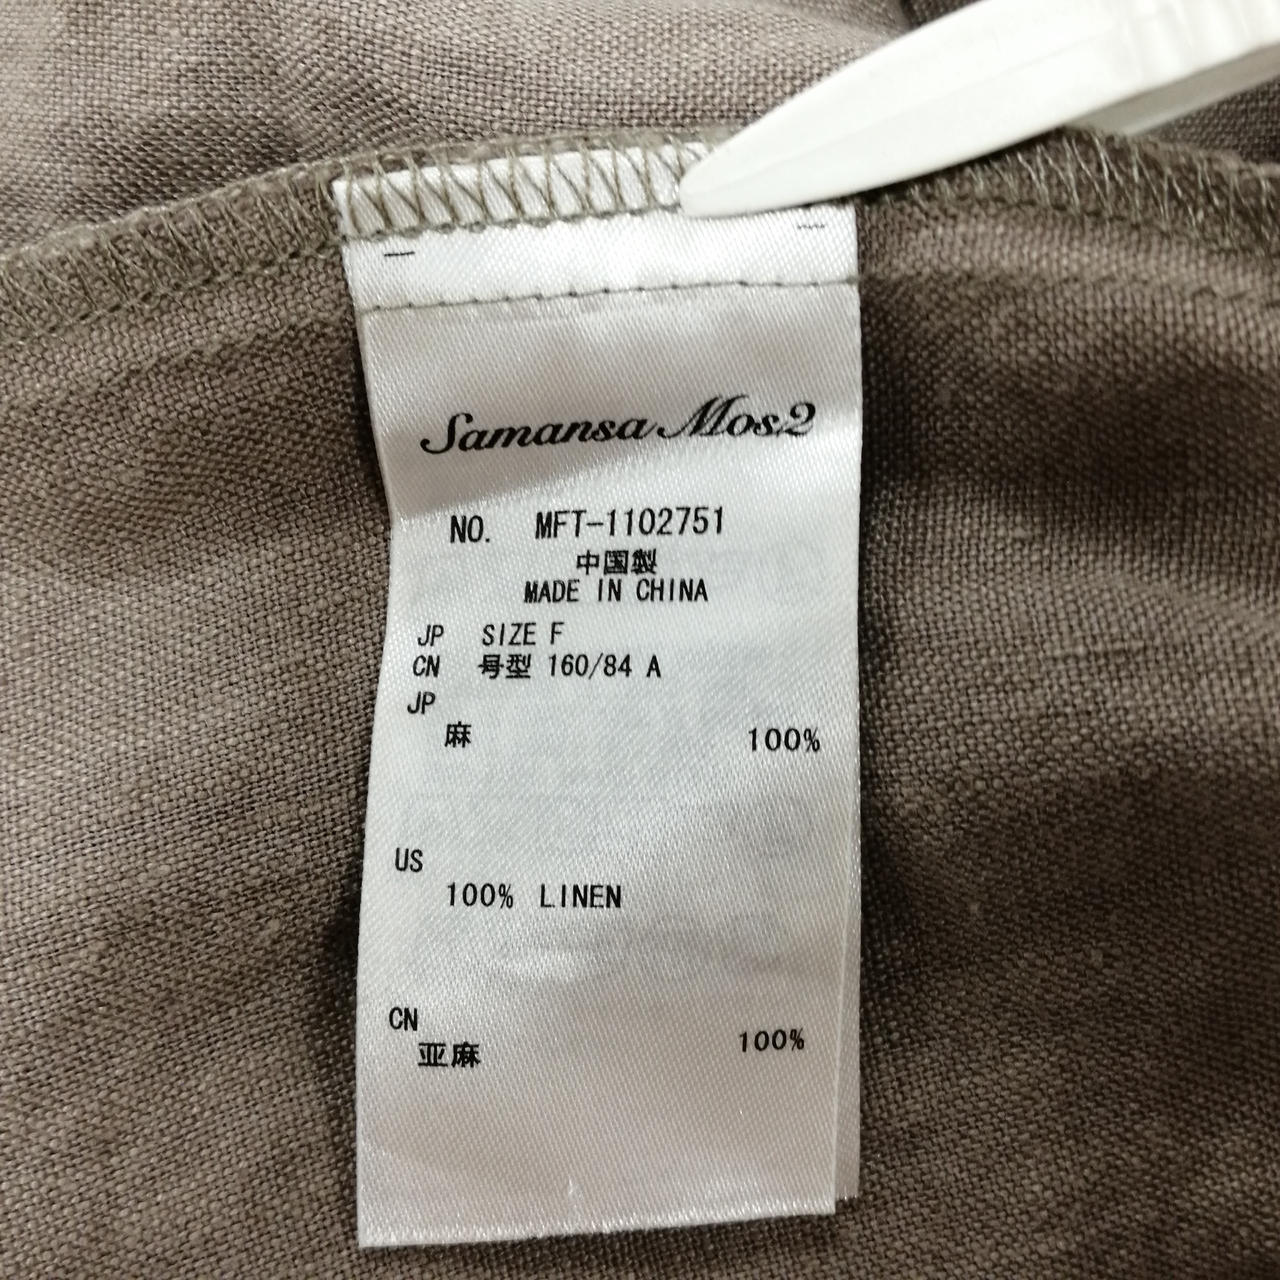 Samansa Mos2
NO. MFT-1102751
中国製
MADE IN CHINA
JP SIZE F
CN 号型 160/84 A
JP
麻 100%
US
100% LINEN
CN
亚麻 100%